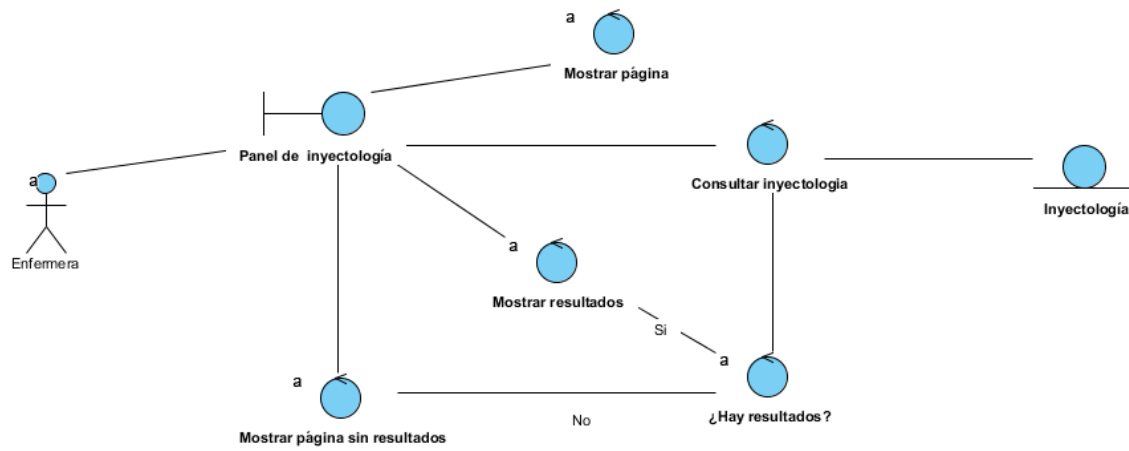 a
Mostrar página
Panel de inyectología
Consultar inyectologia
Inyectología
a
Enfermera
a
Mostrar resultados
Si
a
¿Hay resultados?
a
No
Mostrar página sin resultados